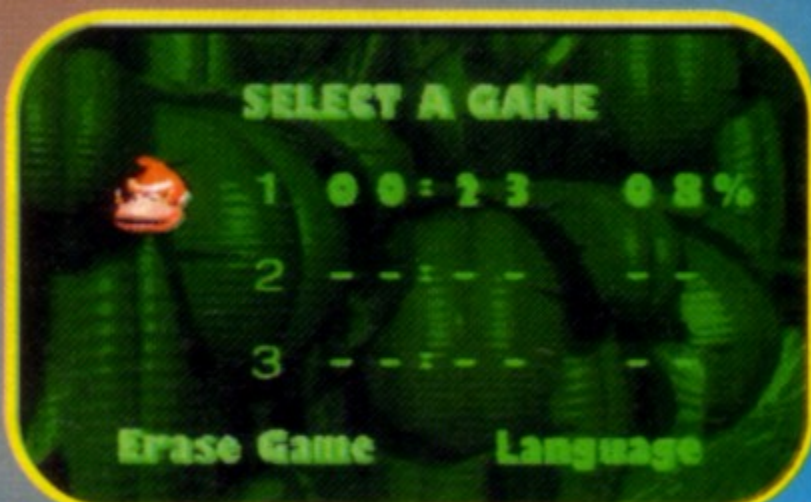 SELECT A GAME
1 00:23 08%
2 --:-- --
3 --:-- --
Erase Game Language